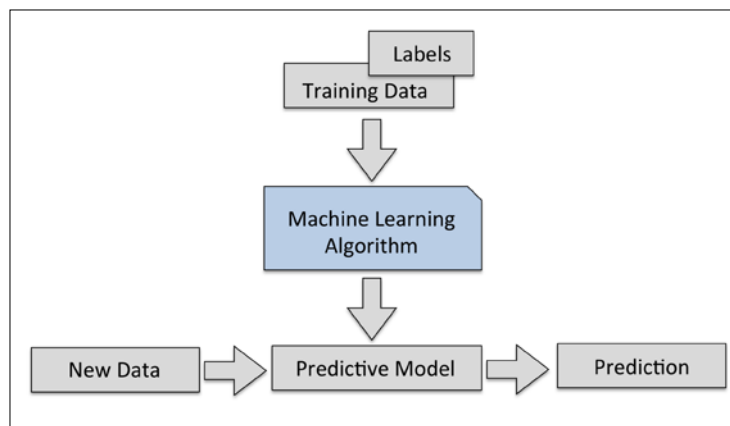 Labels
Training Data
Machine Learning
Algorithm
New Data
Predictive Model
Prediction